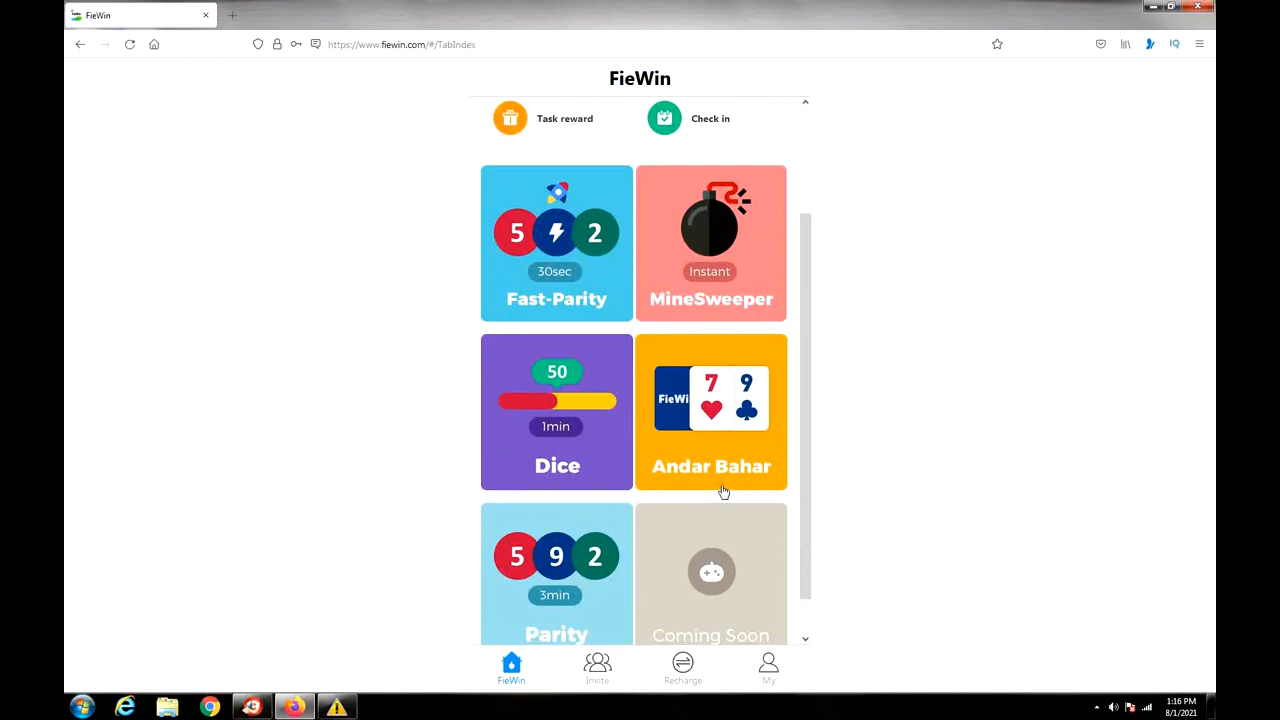 FieWin
https://www.fiewin.com/#/TabIndex
IQ
FieWin
Task reward
Check in
5 2
30sec
Fast-Parity
Instant
MineSweeper
50
1min
Dice
FieWi 7 9
Andar Bahar
5 9 2
3min
Parity
Coming Soon
FieWin
Invite
Recharge
My
1:16 PM
8/1/2021